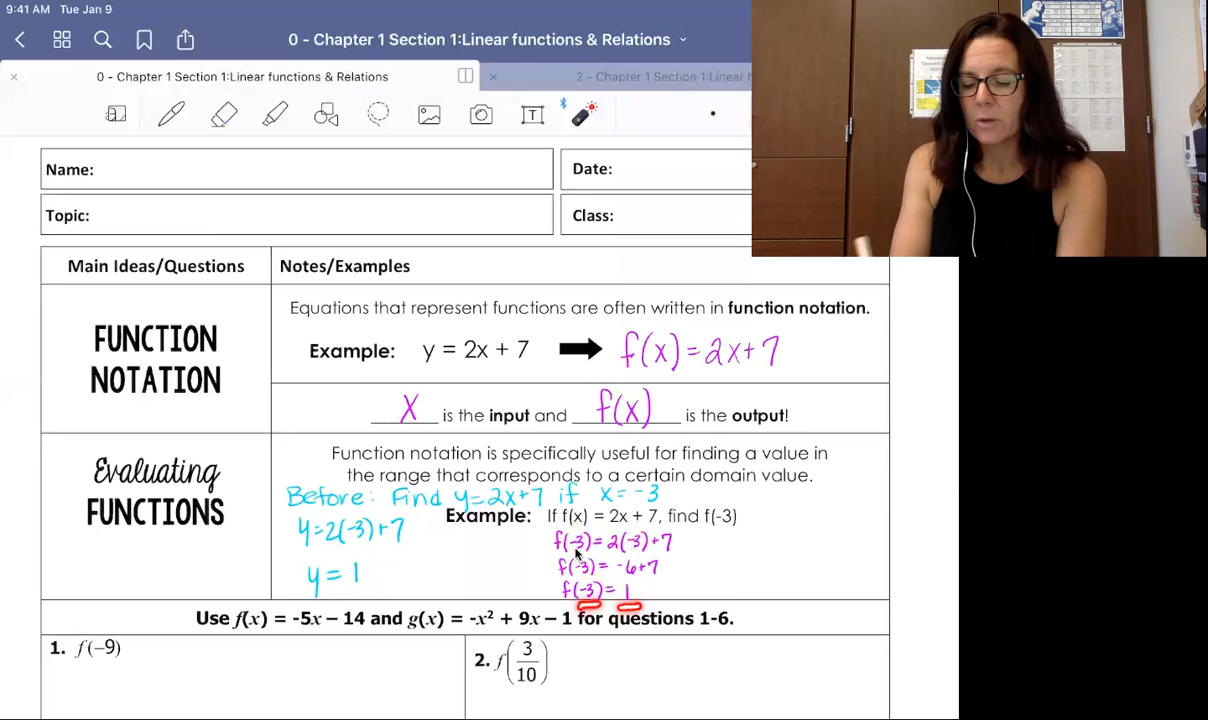 9:41 AM Tue Jan 9
0 - Chapter 1 Section 1:Linear functions & Relations
0 - Chapter 1 Section 1:Linear functions & Relations
2 - Chapter 1 Section 1:Linear
T
Name:
Date:
Topic:
Class:
Main Ideas/Questions
Notes/Examples
FUNCTION NOTATION
Equations that represent functions are often written in function notation.
Example: y = 2x + 7 f(x) = 2x + 7
X is the input and f(x) is the output!
Evaluating FUNCTIONS
Function notation is specifically useful for finding a value in
the range that corresponds to a certain domain value.
Before: Find y=2x+7 if x= -3
Example: If f(x) = 2x + 7, find f(-3)
y=2(-3)+7
f(-3)= 2(-3)+7
f(-3)= -6+7
y = 1
f(-3)= 1
Use f(x) = -5x – 14 and g(x) = -x² + 9x – 1 for questions 1-6.
1. f(–9)
2. f(3/10)